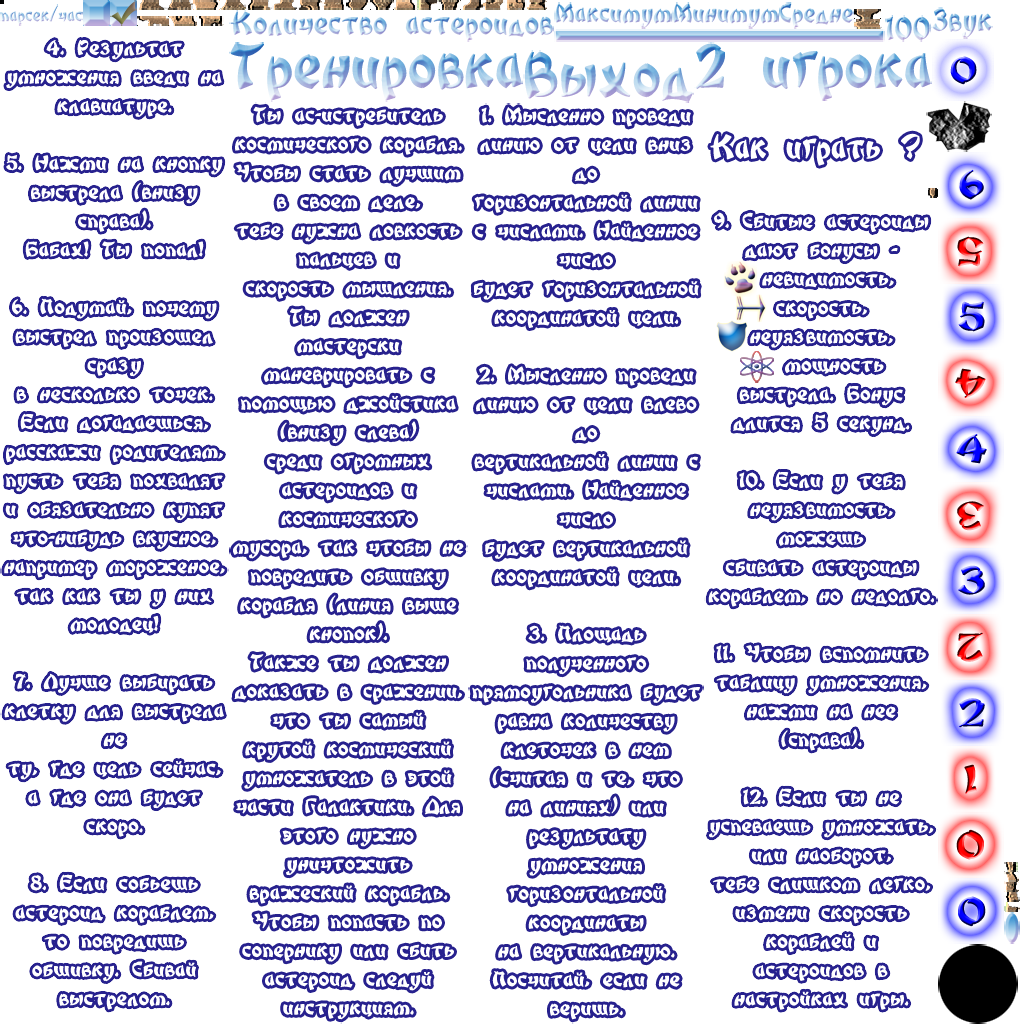 парсек/час
Количество астероидов
Максимум
Минимум
Средне
100
Звук
Тренировка
Выход
2 игрока
4. Результат
умножения введи на
клавиатуре.
5. Нажми на кнопку
выстрела (внизу
справа).
Бабах! Ты попал!
6. Подумай, почему
выстрел произошел
сразу
в несколько точек.
Если догадаешься,
расскажи родителям,
пусть тебя похвалят
и обязательно купят
что-нибудь вкусное,
например мороженое,
так как ты у них
молодец!
7. Лучше выбирать
клетку для выстрела
не
ту, где цель сейчас,
а где она будет
скоро.
8. Если собьешь
астероид кораблем,
то повредишь
обшивку. Сбивай
выстрелом.
Ты ас-истребитель
космического корабля.
Чтобы стать лучшим
в своем деле,
тебе нужна ловкость
пальцев и
скорость мышления.
Ты должен
мастерски
маневрировать с
помощью джойстика
(внизу слева)
среди огромных
астероидов и
космического
мусора, так чтобы не
повредить обшивку
корабля (линия выше
кнопок).
Также ты должен
доказать в сражении,
что ты самый
крутой космический
умножатель в этой
части Галактики. Для
этого нужно
уничтожить
вражеский корабль.
Чтобы попасть по
сопернику или сбить
астероид следуй
инструкциям.
1. Мысленно проведи
линию от цели вниз
до
горизонтальной линии
с числами. Найденное
число
будет горизонтальной
координатой цели.
2. Мысленно проведи
линию от цели влево
до
вертикальной линии с
числами. Найденное
число
будет вертикальной
координатой цели.
3. Площадь
полученного
прямоугольника будет
равна количеству
клеточек в нем
(считая и те, что
на линиях) или
результату
умножения
горизонтальной
координаты
на вертикальную.
Посчитай, если не
веришь.
Как играть ?
9. Сбитые астероиды
дают бонусы -
невидимость,
скорость,
неуязвимость,
мощность
выстрела. Бонус
длится 5 секунд.
10. Если у тебя
неуязвимость,
можешь
сбивать астероиды
кораблем, но недолго.
11. Чтобы вспомнить
таблицу умножения,
нажми на нее
(справа).
12. Если ты не
успеваешь умножать,
или наоборот,
тебе слишком легко,
измени скорость
кораблей и
астероидов в
настройках игры.
0
6
5
5
4
4
3
3
2
2
1
0
0